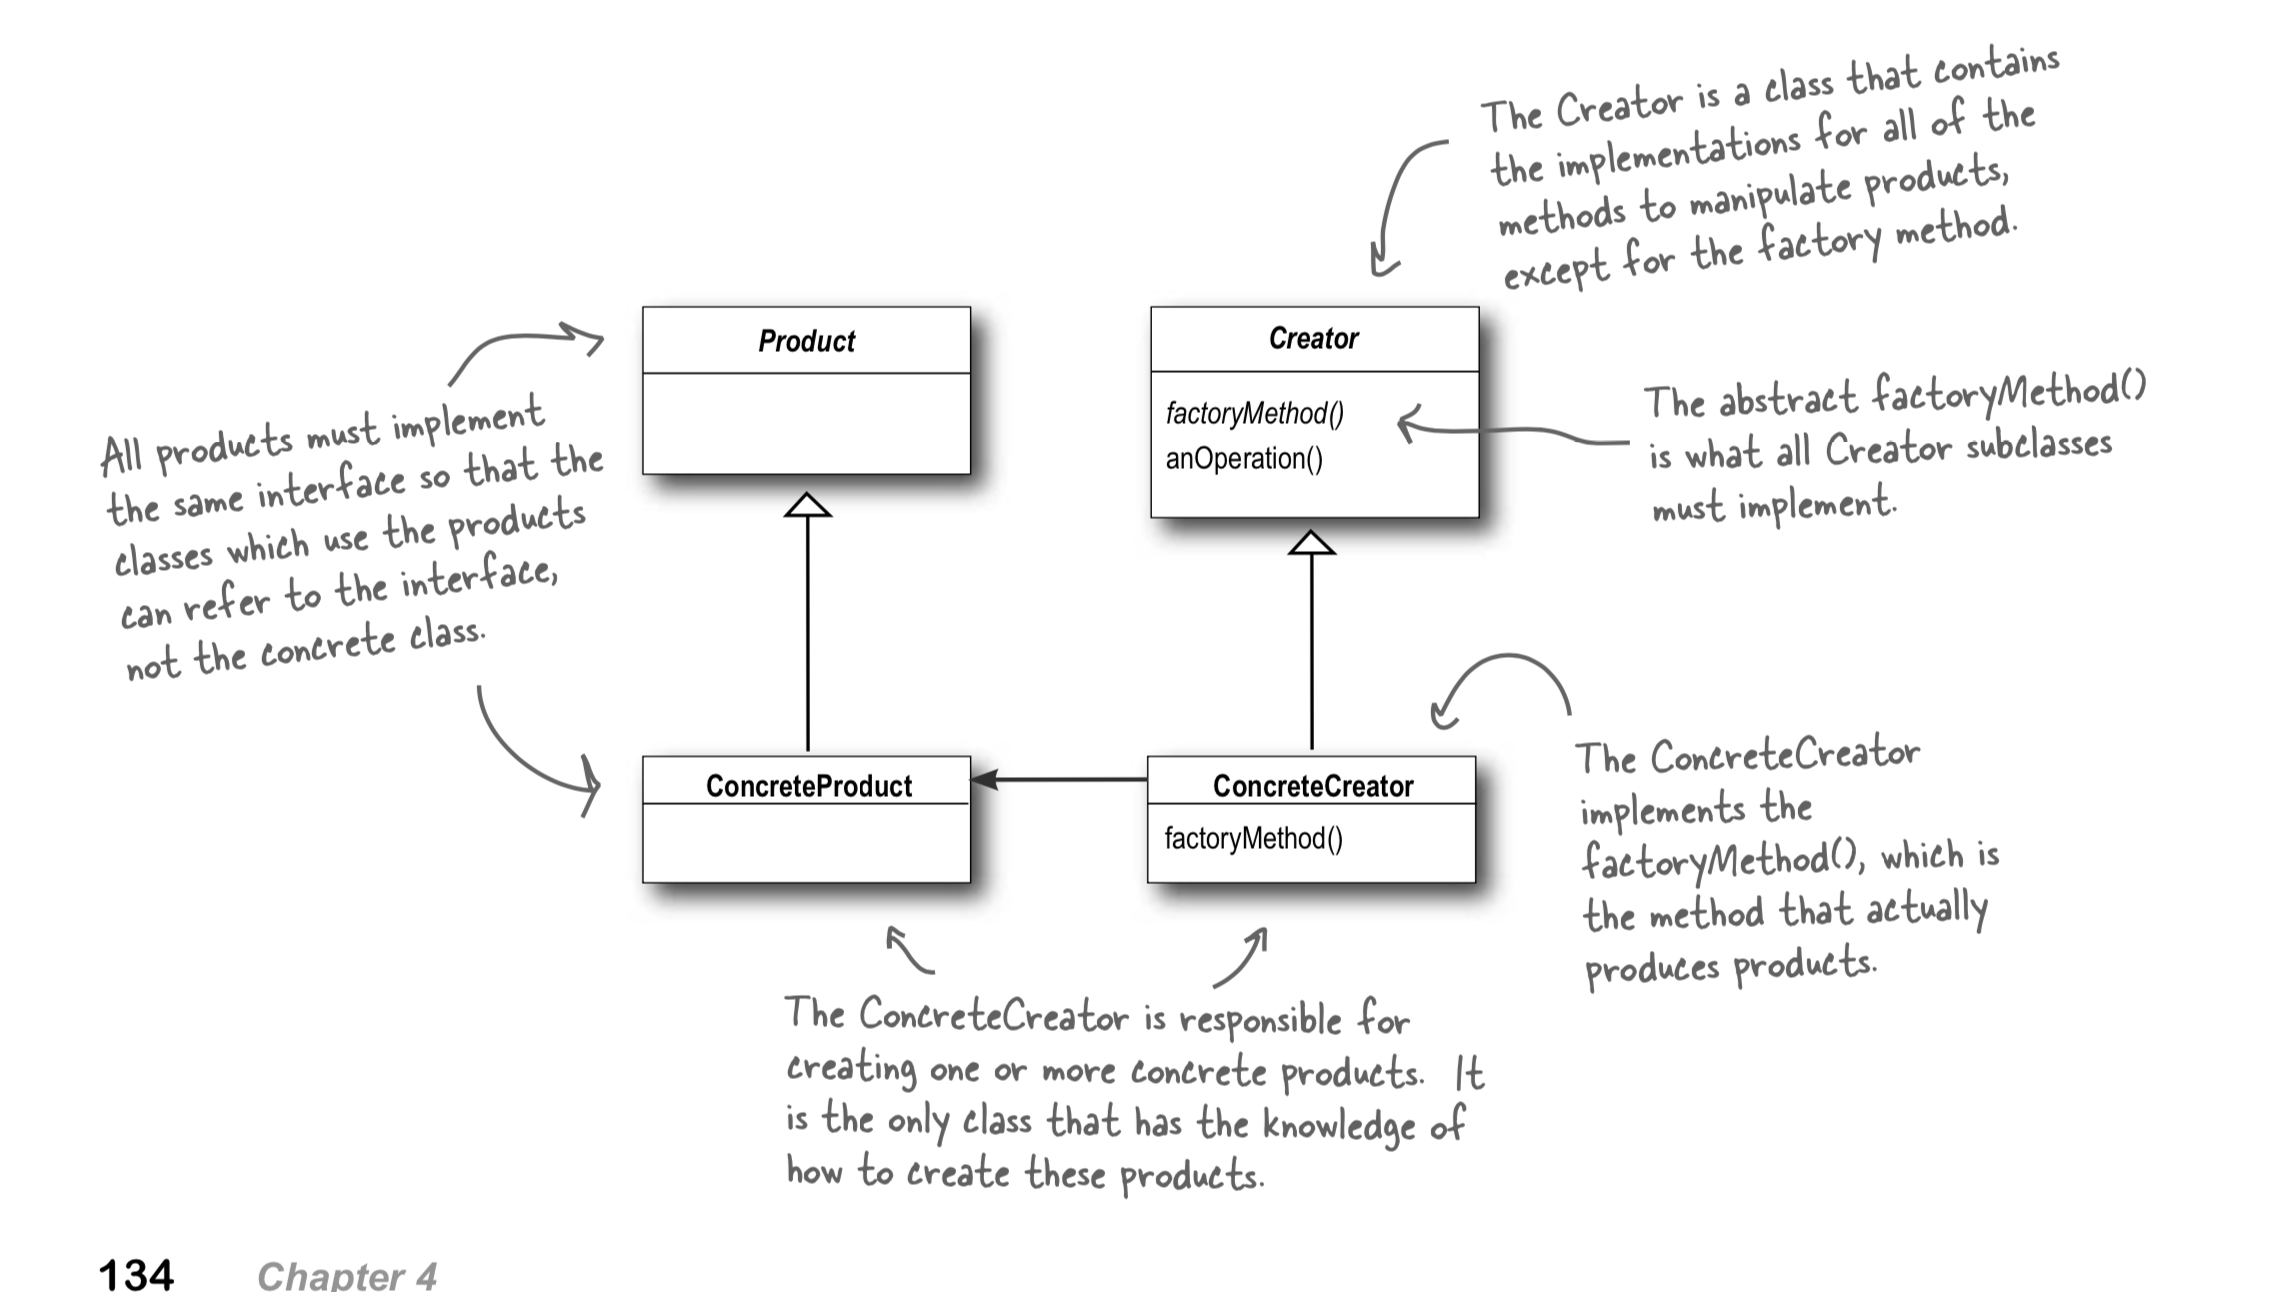 The Creator is a class that contains
the implementations for all of the
methods to manipulate products,
except for the factory method.
Product
Creator
factoryMethod()
anOperation()
The abstract factoryMethod()
is what all Creator subclasses
must implement.
All products must implement
the same interface so that the
classes which use the products
can refer to the interface,
not the concrete class.
ConcreteProduct
ConcreteCreator
factoryMethod()
The ConcreteCreator
implements the
factoryMethod(), which is
the method that actually
produces products.
The ConcreteCreator is responsible for
creating one or more concrete products. It
is the only class that has the knowledge of
how to create these products.
134 Chapter 4